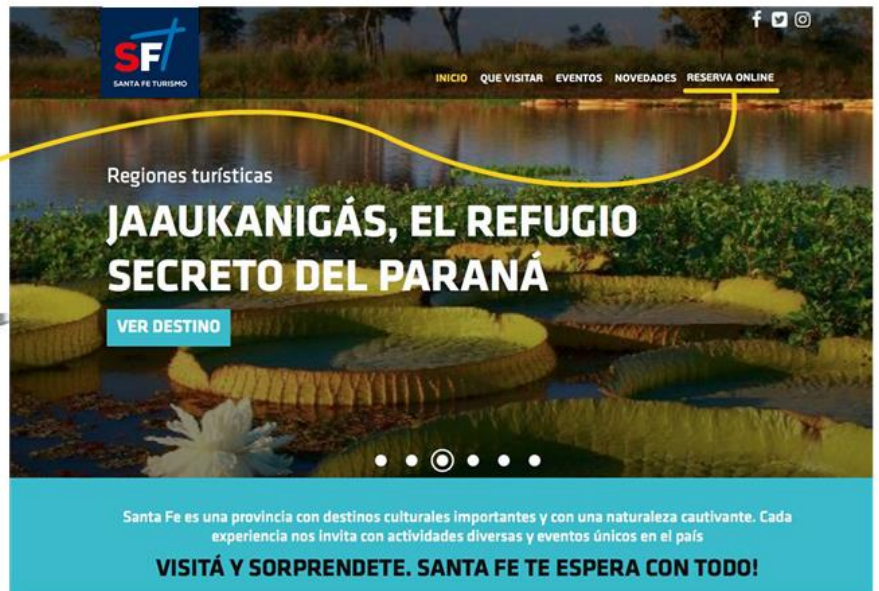 SF
SANTA FE TURISMO
INICIO QUE VISITAR EVENTOS NOVEDADES RESERVA ONLINE
Regiones turísticas
JAAUKANIGÁS, EL REFUGIO
SECRETO DEL PARANÁ
VER DESTINO
Santa Fe es una provincia con destinos culturales importantes y con una naturaleza cautivante. Cada
experiencia nos invita con actividades diversas y eventos únicos en el país
VISITÁ Y SORPRENDETE. SANTA FE TE ESPERA CON TODO!